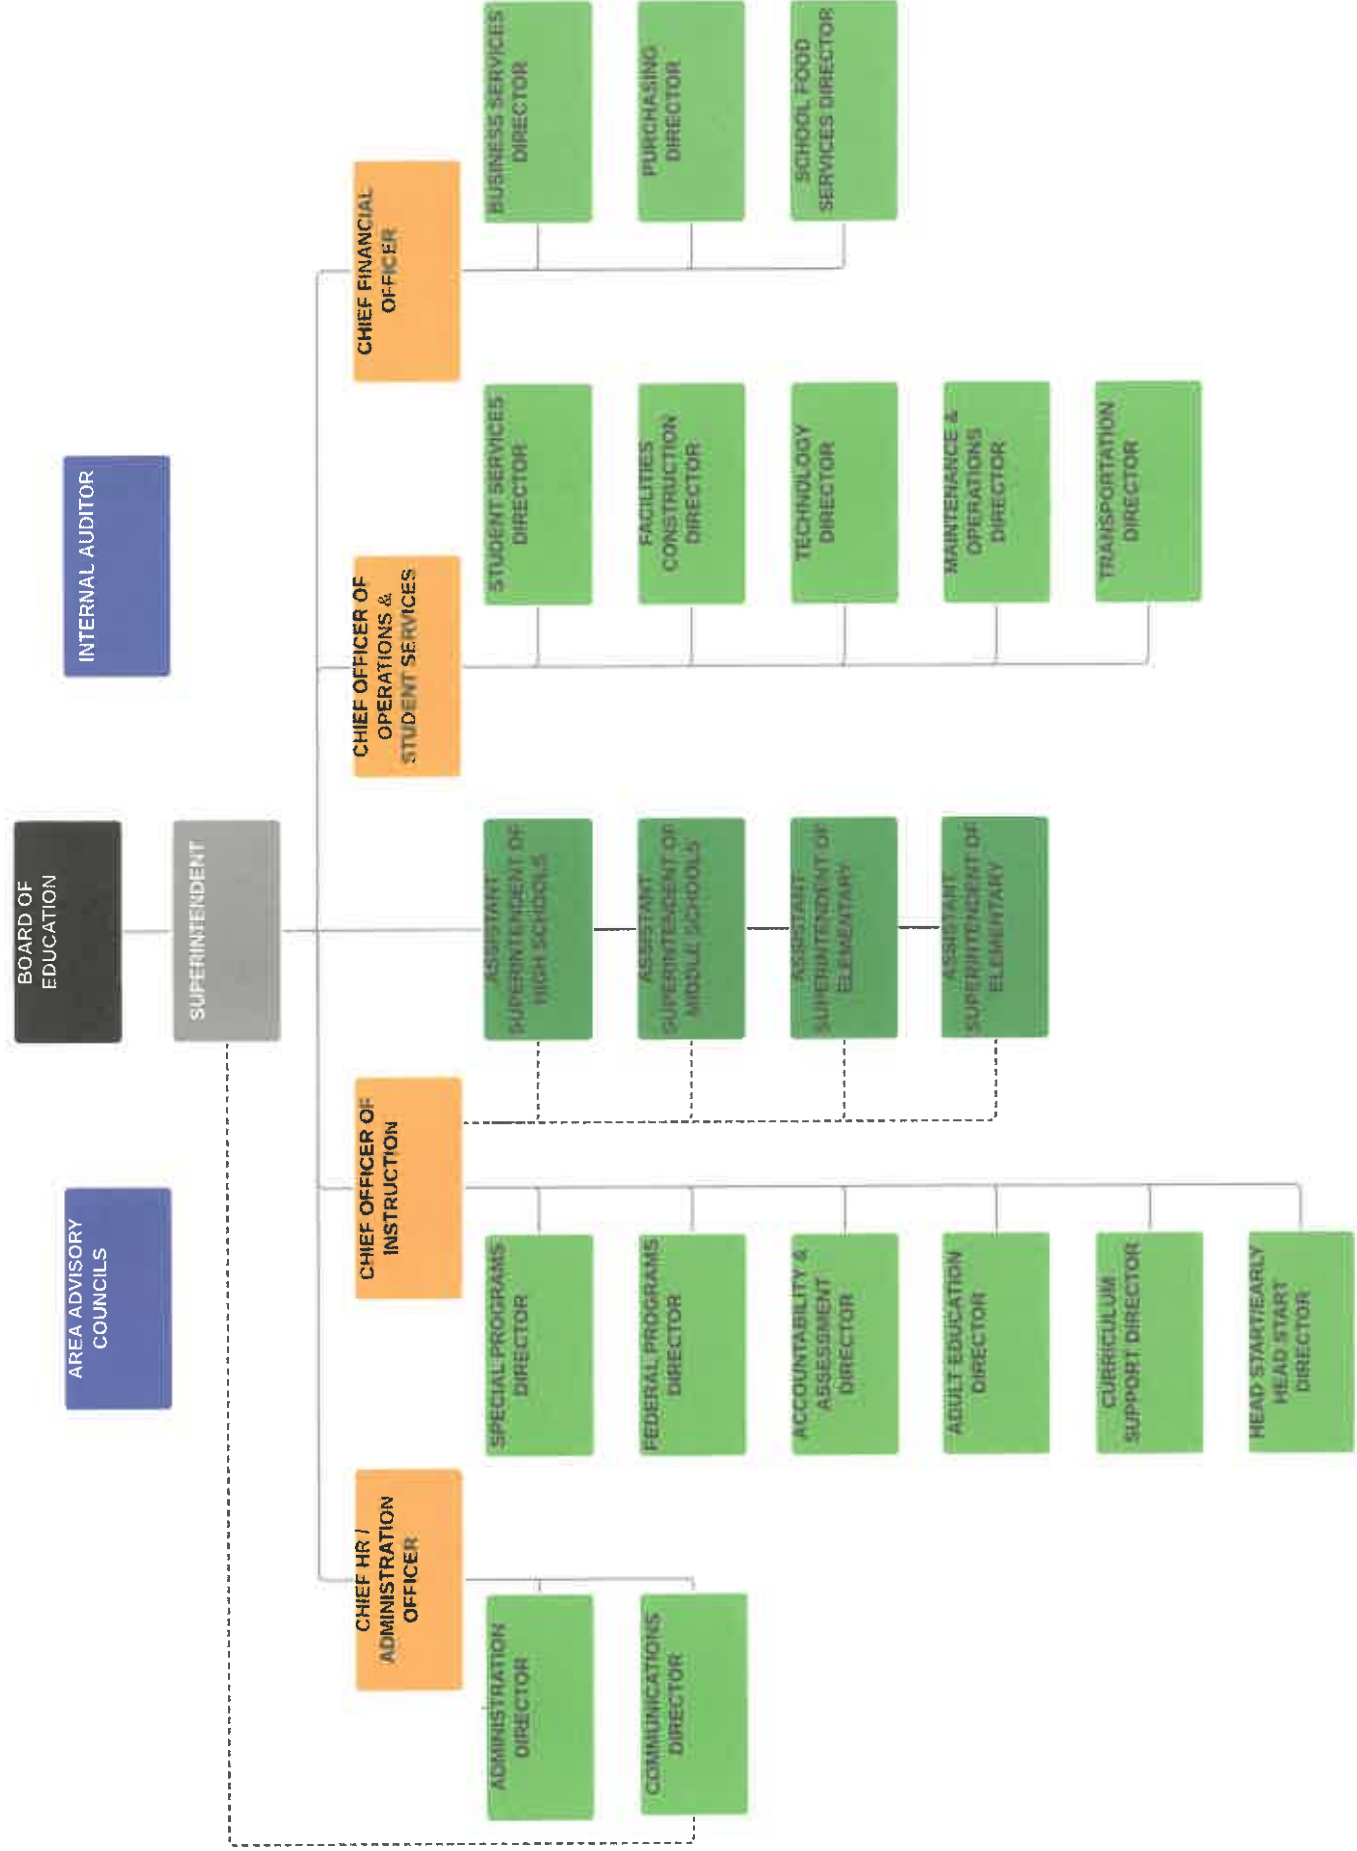 BOARD OF
EDUCATION
AREA ADVISORY
COUNCILS
INTERNAL AUDITOR
SUPERINTENDENT
CHIEF HR /
ADMINISTRATION
OFFICER
CHIEF OFFICER OF
INSTRUCTION
CHIEF OFFICER OF
OPERATIONS &
STUDENT SERVICES
CHIEF FINANCIAL
OFFICER
ADMINISTRATION
DIRECTOR
SPECIAL PROGRAMS
DIRECTOR
ASSISTANT
SUPERINTENDENT OF
HIGH SCHOOLS
STUDENT SERVICES
DIRECTOR
BUSINESS SERVICES
DIRECTOR
COMMUNICATIONS
DIRECTOR
FEDERAL PROGRAMS
DIRECTOR
ASSISTANT
SUPERINTENDENT OF
MIDDLE SCHOOLS
FACILITIES
CONSTRUCTION
DIRECTOR
PURCHASING
DIRECTOR
ACCOUNTABILITY &
ASSESSMENT
DIRECTOR
ASSISTANT
SUPERINTENDENT OF
ELEMENTARY
TECHNOLOGY
DIRECTOR
SCHOOL FOOD
SERVICES DIRECTOR
ADULT EDUCATION
DIRECTOR
ASSISTANT
SUPERINTENDENT OF
ELEMENTARY
MAINTENANCE &
OPERATIONS
DIRECTOR
CURRICULUM
SUPPORT DIRECTOR
TRANSPORTATION
DIRECTOR
HEAD START/EARLY
HEAD START
DIRECTOR